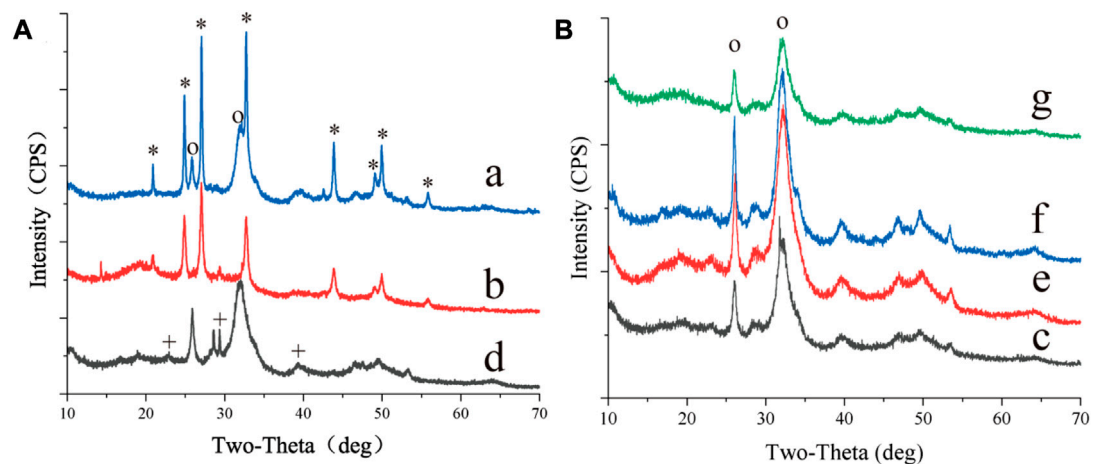 A
* * * * o o * * * * a
b
+ + + d
Intensity（CPS）
10 20 30 40 50 60 70
Two-Theta（deg）
B
o o g
f
e
c
Intensity (CPS)
10 20 30 40 50 60 70
Two-Theta (deg)